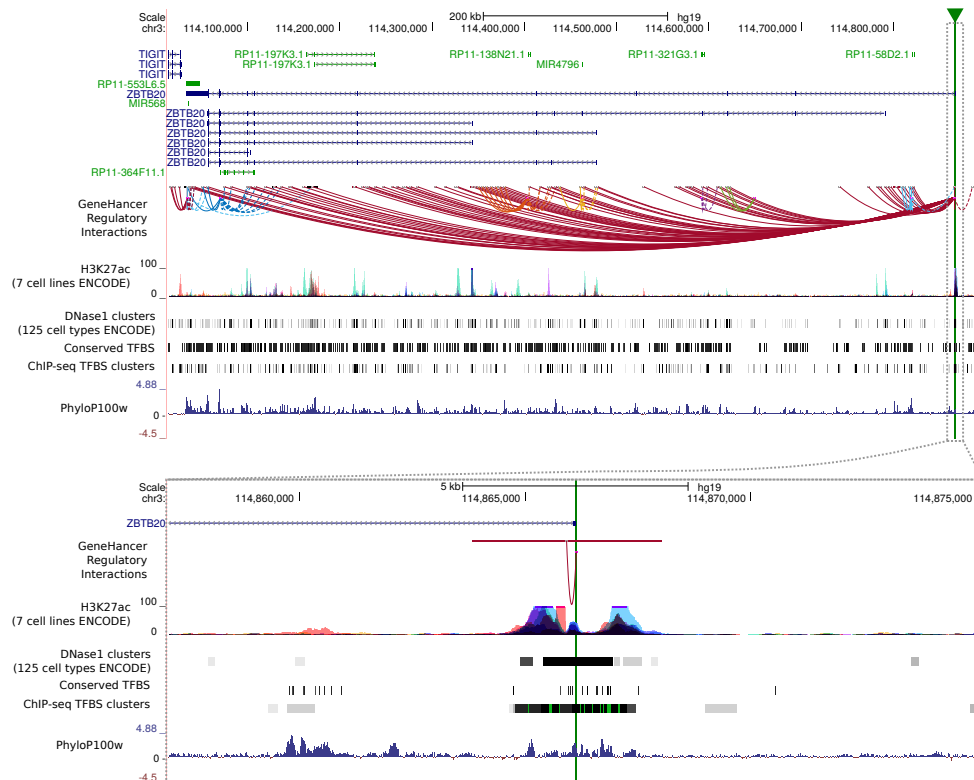 Scale 200 kb hg19
chr3: 114,100,000 114,200,000 114,300,000 114,400,000 114,500,000 114,600,000 114,700,000 114,800,000
TIGIT RP11-197K3.1 RP11-138N21.1 RP11-321G3.1 RP11-58D2.1
TIGIT RP11-197K3.1 MIR4796
TIGIT
RP11-553L6.5
ZBTB20
MIR568
ZBTB20
ZBTB20
ZBTB20
ZBTB20
ZBTB20
ZBTB20
RP11-364F11.1
GeneHancer
Regulatory
Interactions
H3K27ac 100
(7 cell lines ENCODE) 0
DNase1 clusters
(125 cell types ENCODE)
Conserved TFBS
ChIP-seq TFBS clusters
4.88
PhyloP100w
0
-4.5
Scale 5 kb hg19
chr3: 114,860,000 114,865,000 114,870,000 114,875,000
ZBTB20
GeneHancer
Regulatory
Interactions
H3K27ac 100
(7 cell lines ENCODE) 0
DNase1 clusters
(125 cell types ENCODE)
Conserved TFBS
ChIP-seq TFBS clusters
4.88
PhyloP100w
0
-4.5